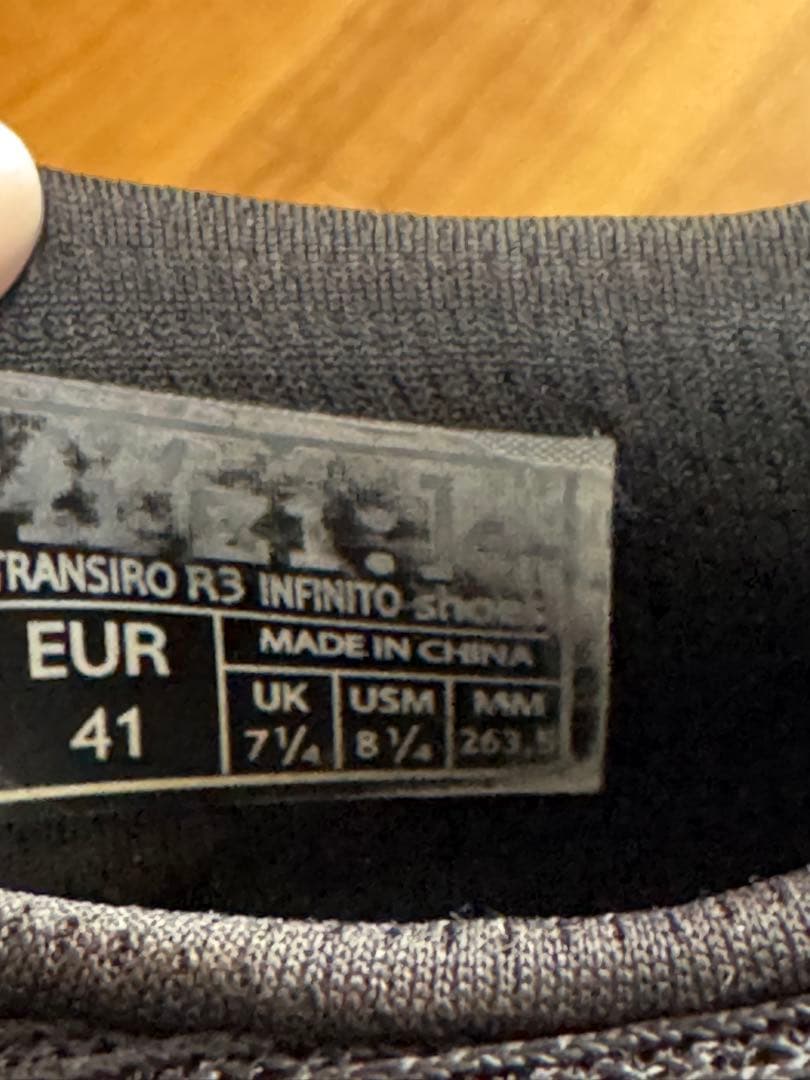 TRANSIRO R3 INFINITO shoes
EUR
41
MADE IN CHINA
UK USM MM
7 1/4 8 1/4 263.5